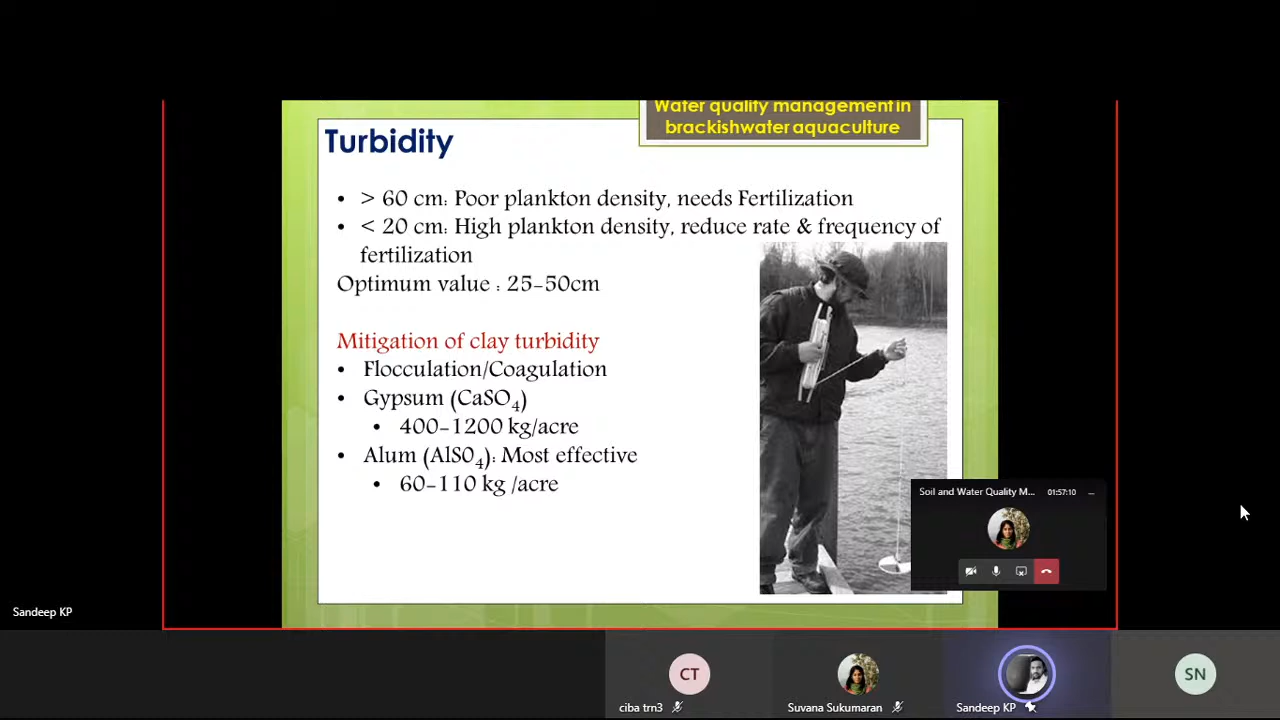 Water quality management in
brackishwater aquaculture
Turbidity
• > 60 cm: Poor plankton density, needs Fertilization
• < 20 cm: High plankton density, reduce rate & frequency of
fertilization
Optimum value : 25-50cm
Mitigation of clay turbidity
• Flocculation/Coagulation
• Gypsum (CaSO4)
• 400-1200 kg/acre
• Alum (AlS04): Most effective
• 60-110 kg /acre
Soil and Water Quality M... 01:57:10
Sandeep KP
CT
SN
ciba trn3
Suvana Sukumaran
Sandeep KP